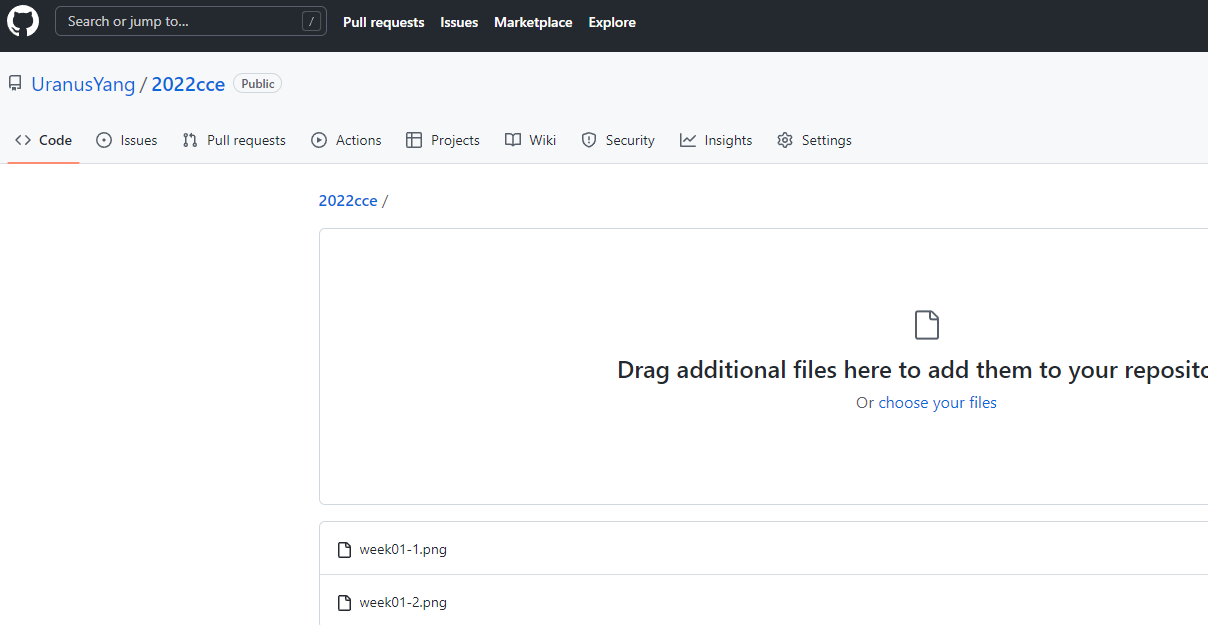 Search or jump to... / Pull requests Issues Marketplace Explore
UranusYang / 2022cce Public
Code Issues Pull requests Actions Projects Wiki Security Insights Settings
2022cce /
Drag additional files here to add them to your reposito
Or choose your files
week01-1.png
week01-2.png